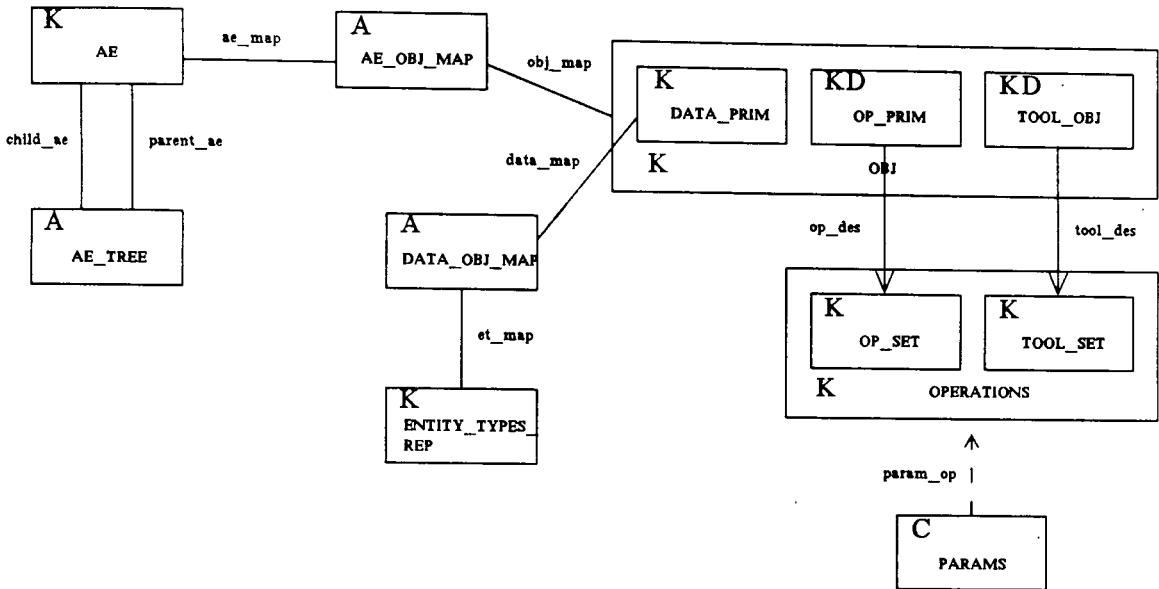 K
AE
ae_map
A
AE_OBJ_MAP
obj_map
K
DATA_PRIM
KD
OP_PRIM
KD
TOOL_OBJ
K
OBJ
child_ae
parent_ae
data_map
A
AE_TREE
A
DATA_OBJ_MAP
op_des
tool_des
et_map
K
OP_SET
K
TOOL_SET
K
OPERATIONS
K
ENTITY_TYPES_
REP
param_op
C
PARAMS